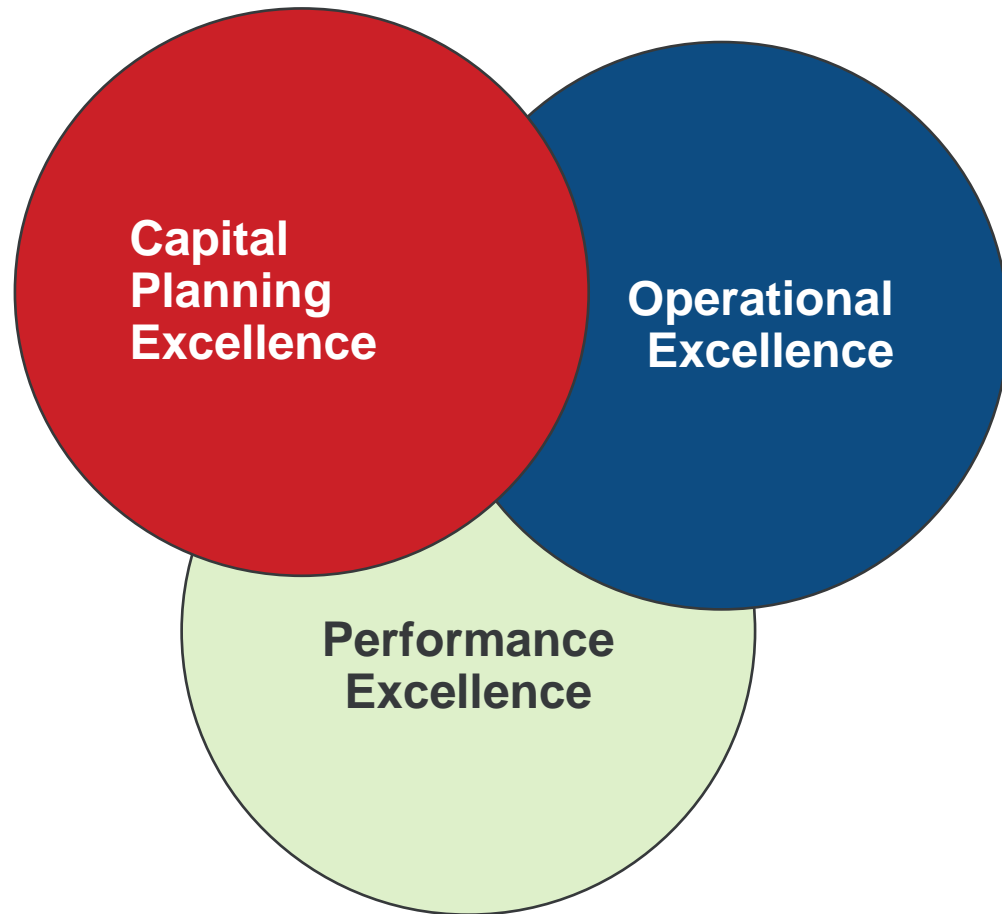 Capital
Planning
Excellence
Operational
Excellence
Performance
Excellence